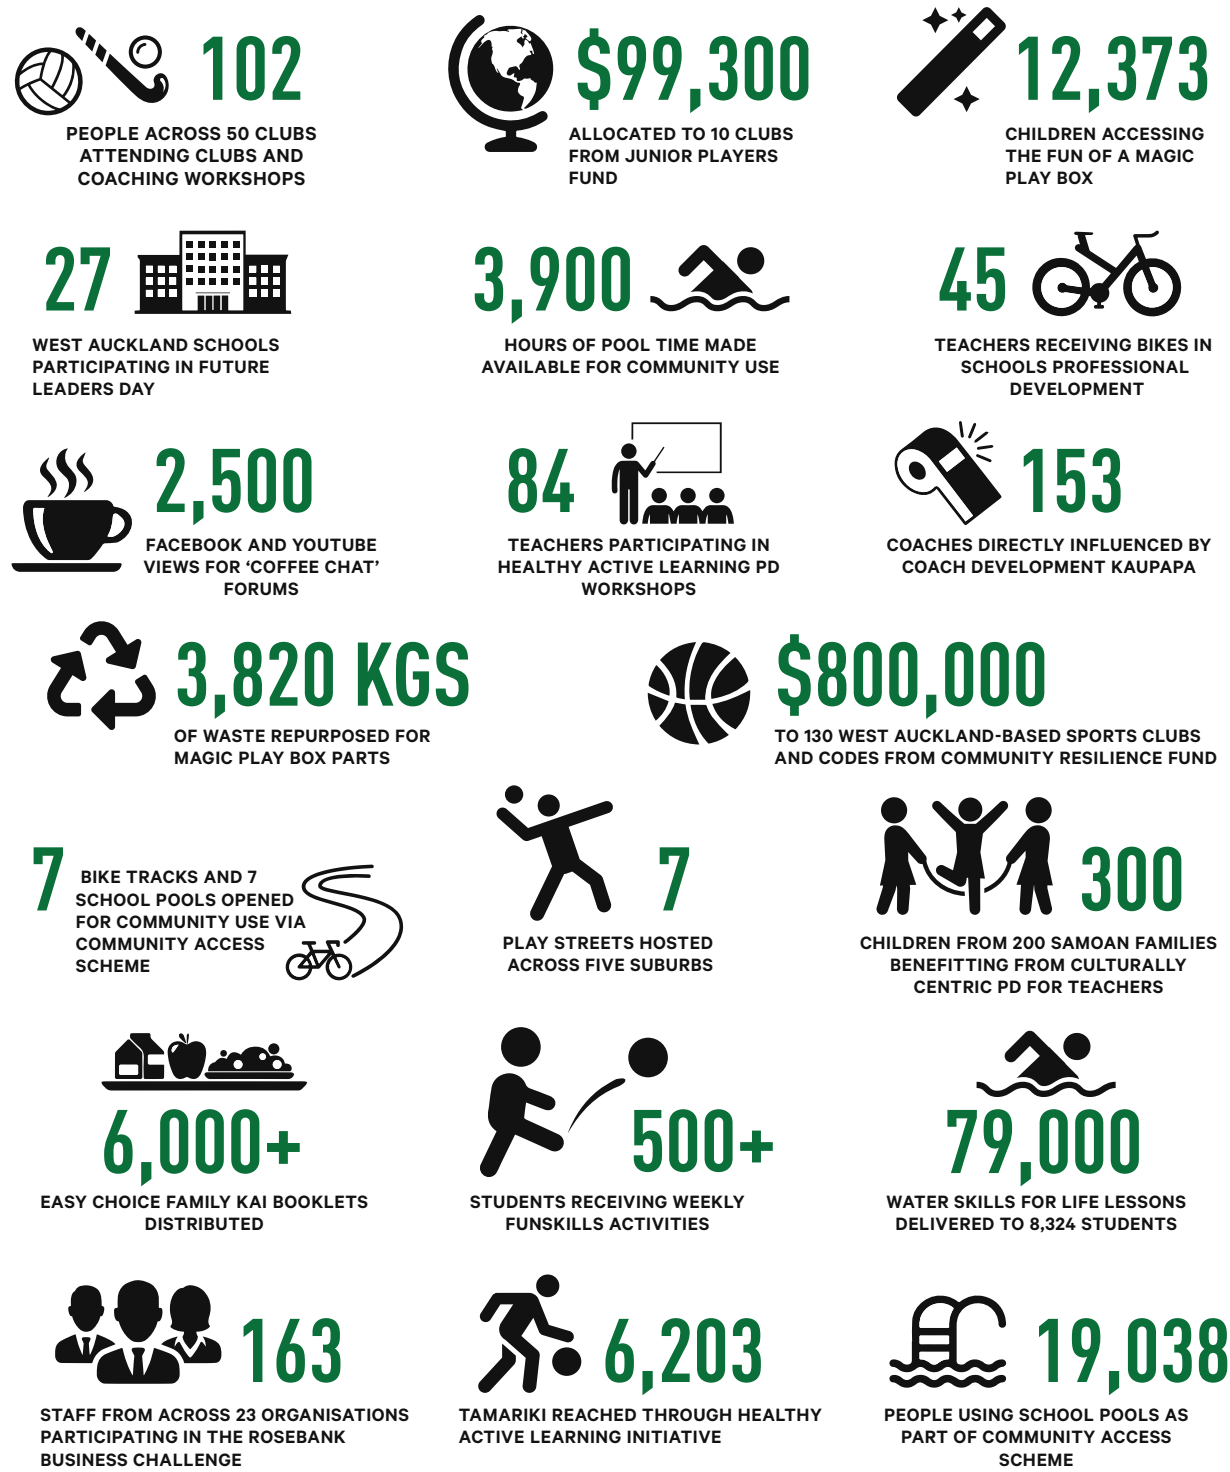 102
PEOPLE ACROSS 50 CLUBS
ATTENDING CLUBS AND
COACHING WORKSHOPS
$99,300
ALLOCATED TO 10 CLUBS
FROM JUNIOR PLAYERS
FUND
12,373
CHILDREN ACCESSING
THE FUN OF A MAGIC
PLAY BOX
27
WEST AUCKLAND SCHOOLS
PARTICIPATING IN FUTURE
LEADERS DAY
3,900
HOURS OF POOL TIME MADE
AVAILABLE FOR COMMUNITY USE
45
TEACHERS RECEIVING BIKES IN
SCHOOLS PROFESSIONAL
DEVELOPMENT
2,500
FACEBOOK AND YOUTUBE
VIEWS FOR ‘COFFEE CHAT’
FORUMS
84
TEACHERS PARTICIPATING IN
HEALTHY ACTIVE LEARNING PD
WORKSHOPS
153
COACHES DIRECTLY INFLUENCED BY
COACH DEVELOPMENT KAUPAPA
3,820 KGS
OF WASTE REPURPOSED FOR
MAGIC PLAY BOX PARTS
$800,000
TO 130 WEST AUCKLAND-BASED SPORTS CLUBS
AND CODES FROM COMMUNITY RESILIENCE FUND
7
BIKE TRACKS AND 7
SCHOOL POOLS OPENED
FOR COMMUNITY USE VIA
COMMUNITY ACCESS
SCHEME
7
PLAY STREETS HOSTED
ACROSS FIVE SUBURBS
300
CHILDREN FROM 200 SAMOAN FAMILIES
BENEFITTING FROM CULTURALLY
CENTRIC PD FOR TEACHERS
6,000+
EASY CHOICE FAMILY KAI BOOKLETS
DISTRIBUTED
500+
STUDENTS RECEIVING WEEKLY
FUNSKILLS ACTIVITIES
79,000
WATER SKILLS FOR LIFE LESSONS
DELIVERED TO 8,324 STUDENTS
163
STAFF FROM ACROSS 23 ORGANISATIONS
PARTICIPATING IN THE ROSEBANK
BUSINESS CHALLENGE
6,203
TAMARIKI REACHED THROUGH HEALTHY
ACTIVE LEARNING INITIATIVE
19,038
PEOPLE USING SCHOOL POOLS AS
PART OF COMMUNITY ACCESS
SCHEME